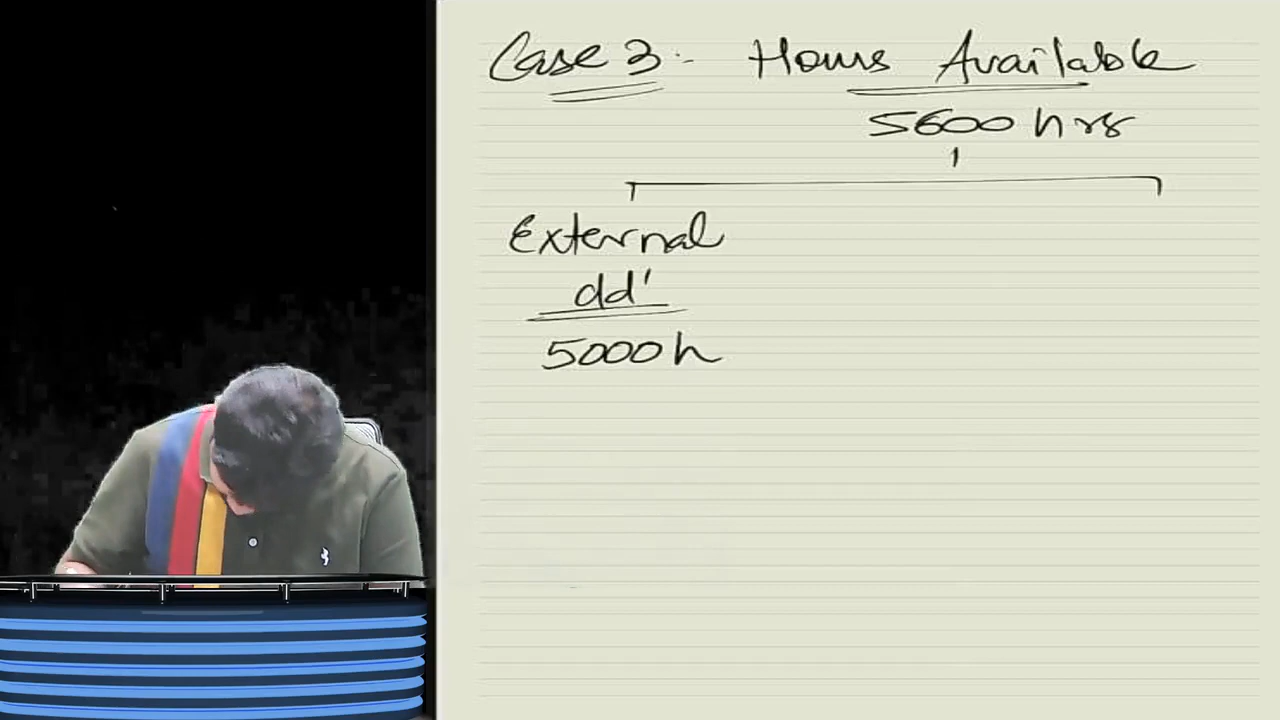 Case 3:- Hours Available
5600 hrs
External
dd'
5000 h